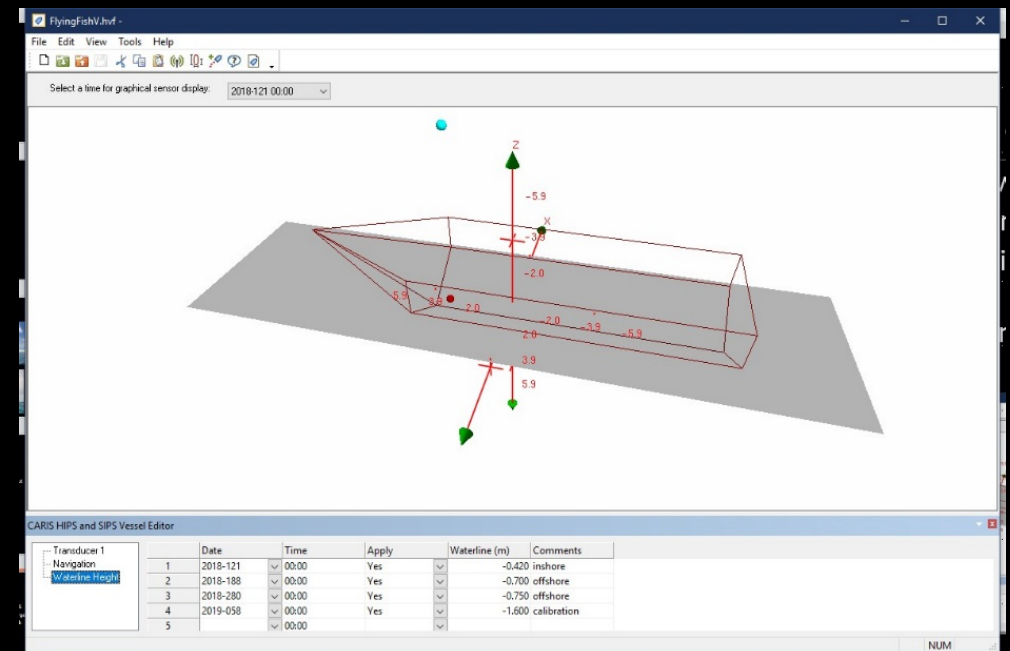 FlyingFishV.hvf -
File Edit View Tools Help
Select a time for graphical sensor display: 2018-121 00:00
Z
-5.9
X
-3.9
-2.0
5.9 3.9 2.0 -2.0 -3.9 -5.9
2.0
3.9
5.9
CARIS HIPS and SIPS Vessel Editor
Transducer 1
Navigation
Waterline Height
Date Time Apply Waterline (m) Comments
1 2018-121 00:00 Yes -0.420 inshore
2 2018-188 00:00 Yes -0.700 offshore
3 2018-280 00:00 Yes -0.750 offshore
4 2019-058 00:00 Yes -1.600 calibration
5 00:00
NUM